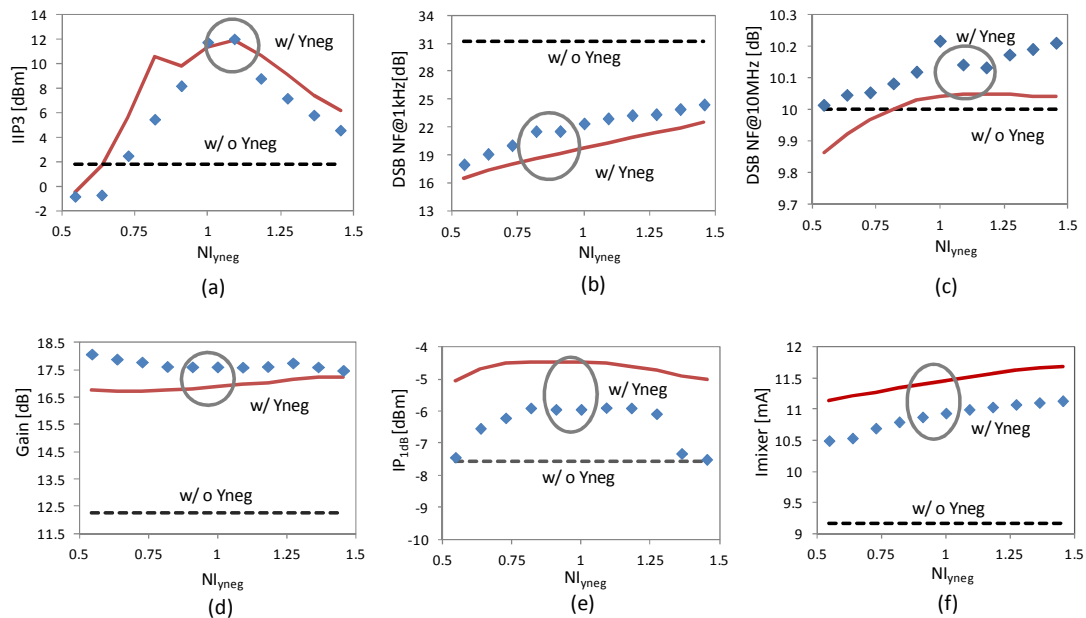 IIP3 [dBm]
14
12
10
8
6
4
2
0
-2
w/ Yneg
w/o Yneg
0.5 0.75 1 1.25 1.5
NIyneg
(a)
DSB NF@1kHz[dB]
34
31
28
25
22
19
16
13
w/o Yneg
w/ Yneg
0.5 0.75 1 1.25 1.5
NIyneg
(b)
DSB NF@10MHz [dB]
10.3
10.2
10.1
10
9.9
9.8
9.7
w/ Yneg
w/o Yneg
0.5 0.75 1 1.25 1.5
NIyneg
(c)
Gain [dB]
18.5
17.5
16.5
15.5
14.5
13.5
12.5
11.5
w/ Yneg
w/o Yneg
0.5 0.75 1 1.25 1.5
NIyneg
(d)
IP1dB [dBm]
-4
-5
-6
-7
-8
-9
-10
w/ Yneg
w/o Yneg
0.5 0.75 1 1.25 1.5
NIyneg
(e)
Imixer [mA]
12
11.5
11
10.5
10
9.5
9
w/ Yneg
w/o Yneg
0.5 0.75 1 1.25 1.5
NIyneg
(f)